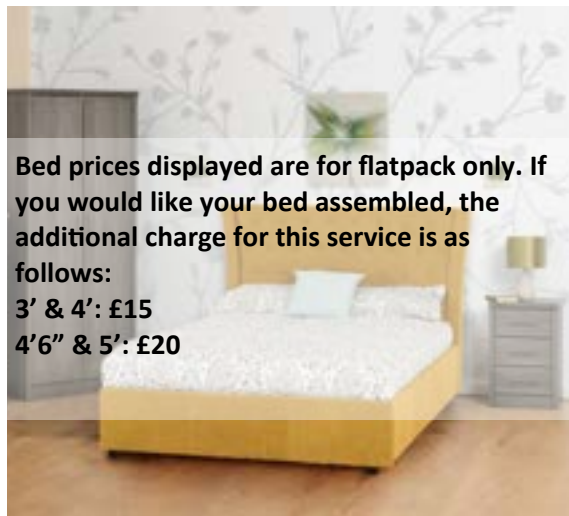 Bed prices displayed are for flatpack only. If
you would like your bed assembled, the
additional charge for this service is as
follows:
3’ & 4’: £15
4’6” & 5’: £20